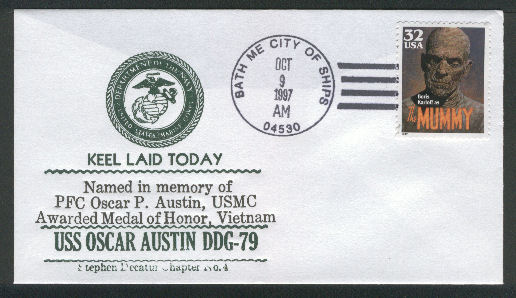 DEPARTMENT OF THE NAVY
UNITED STATES MARINE CORPS
KEEL LAID TODAY
Named in memory of
PFC Oscar P. Austin, USMC
Awarded Medal of Honor, Vietnam
USS OSCAR AUSTIN DDG-79
Stephen Decatur Chapter No. 4
BATH ME CITY OF SHIPS
OCT
9
1997
AM
04530
32
USA
Boris
Karloff as
THE
MUMMY